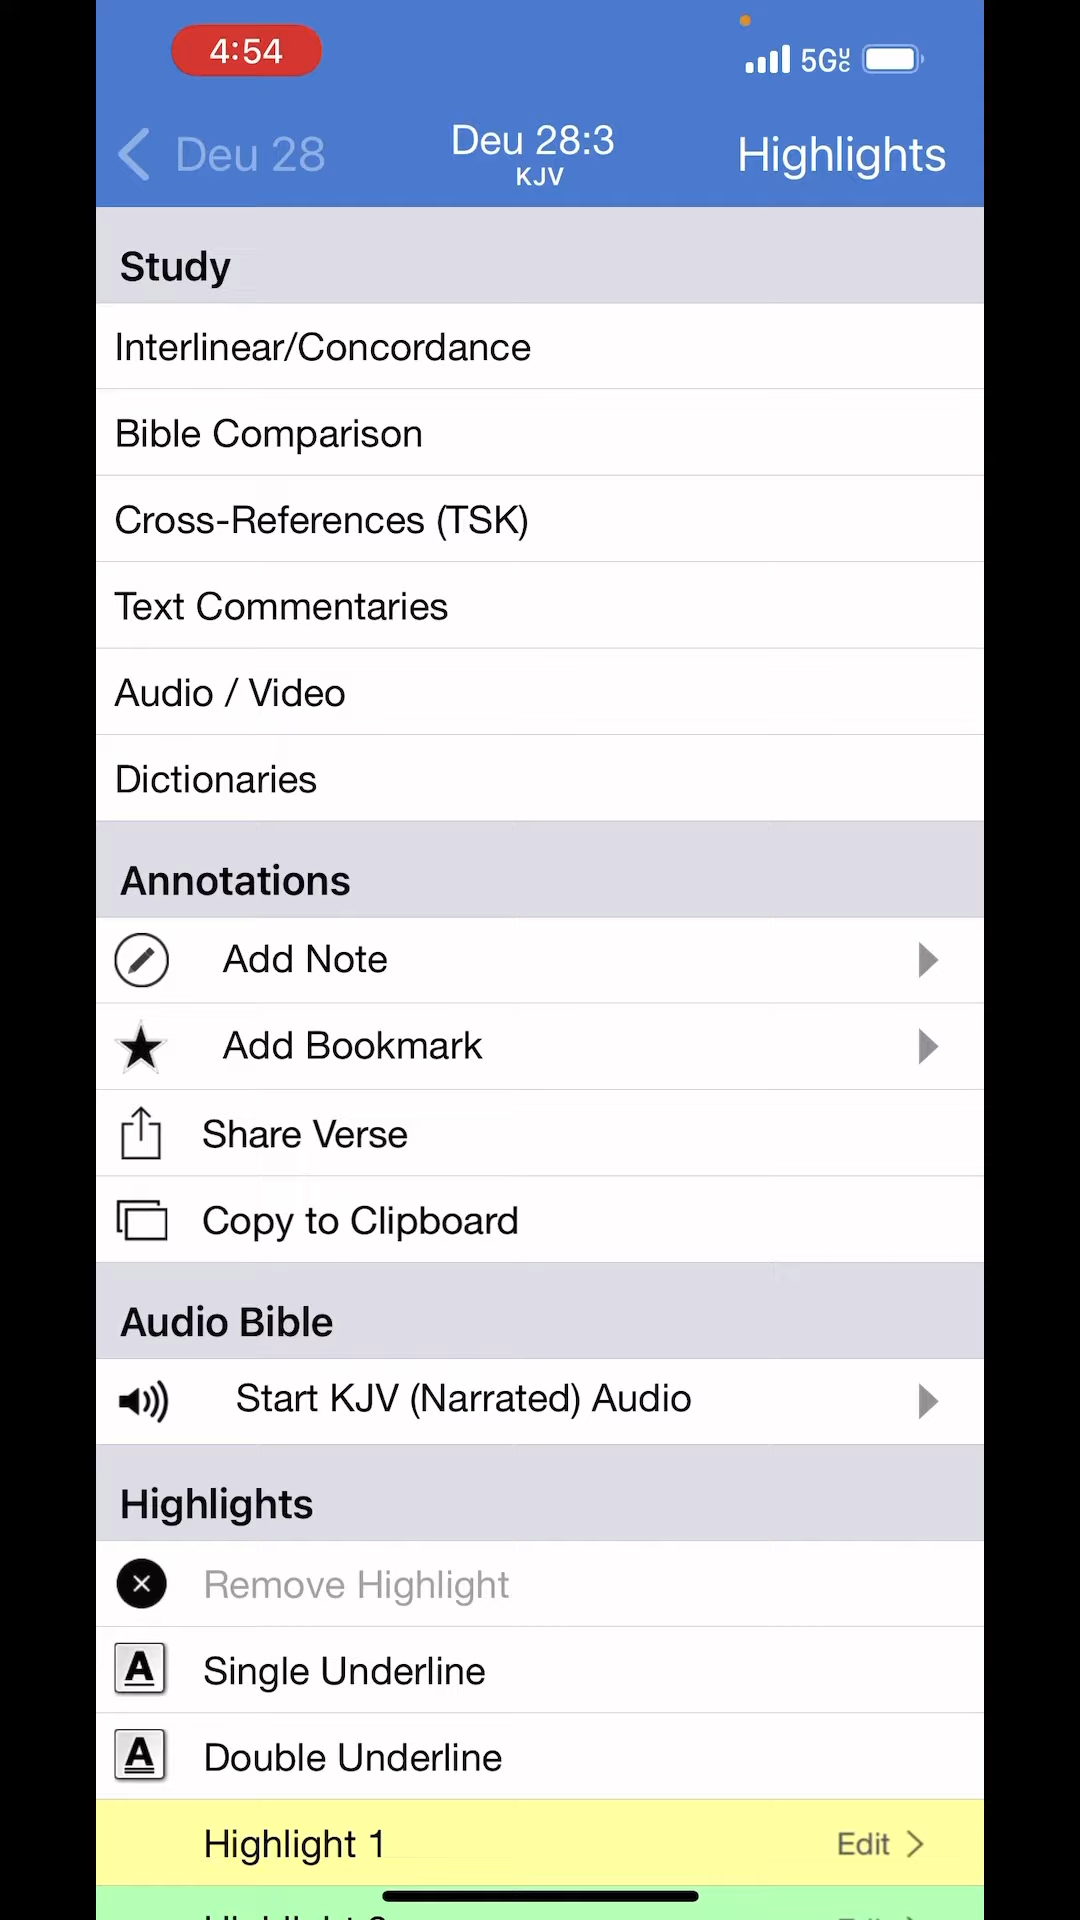 4:54
5GUC
Deu 28
Deu 28:3
KJV
Highlights
Study
Interlinear/Concordance
Bible Comparison
Cross-References (TSK)
Text Commentaries
Audio / Video
Dictionaries
Annotations
Add Note
Add Bookmark
Share Verse
Copy to Clipboard
Audio Bible
Start KJV (Narrated) Audio
Highlights
Remove Highlight
A Single Underline
A Double Underline
Highlight 1 Edit